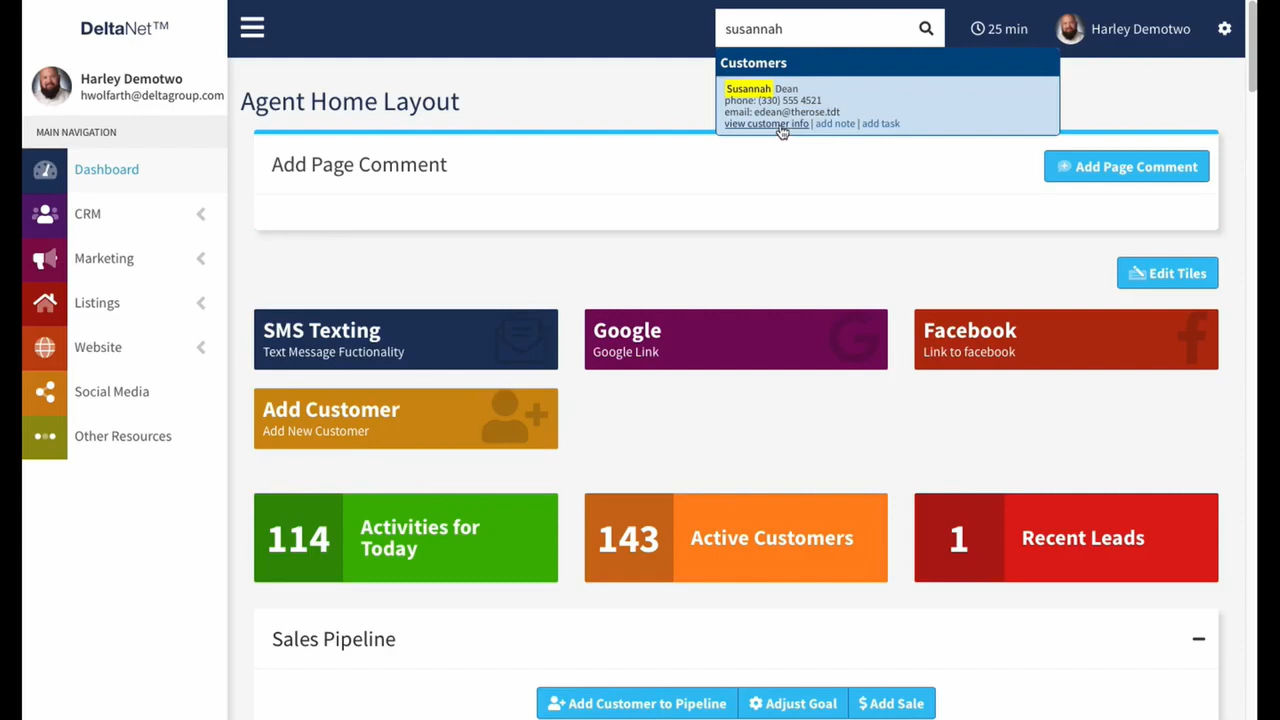 DeltaNet™
susannah
25 min
Harley Demotwo
Harley Demotwo
hwolfarth@deltagroup.com
MAIN NAVIGATION
Dashboard
CRM
Marketing
Listings
Website
Social Media
Other Resources
Customers
Susannah Dean
phone: (330) 555 4521
email: edean@therose.tdt
view customer info | add note | add task
Agent Home Layout
Add Page Comment
Add Page Comment
Edit Tiles
SMS Texting
Text Message Fuctionality
Google
Google Link
Facebook
Link to facebook
Add Customer
Add New Customer
114
Activities for
Today
143
Active Customers
1
Recent Leads
Sales Pipeline
Add Customer to Pipeline
Adjust Goal
$ Add Sale